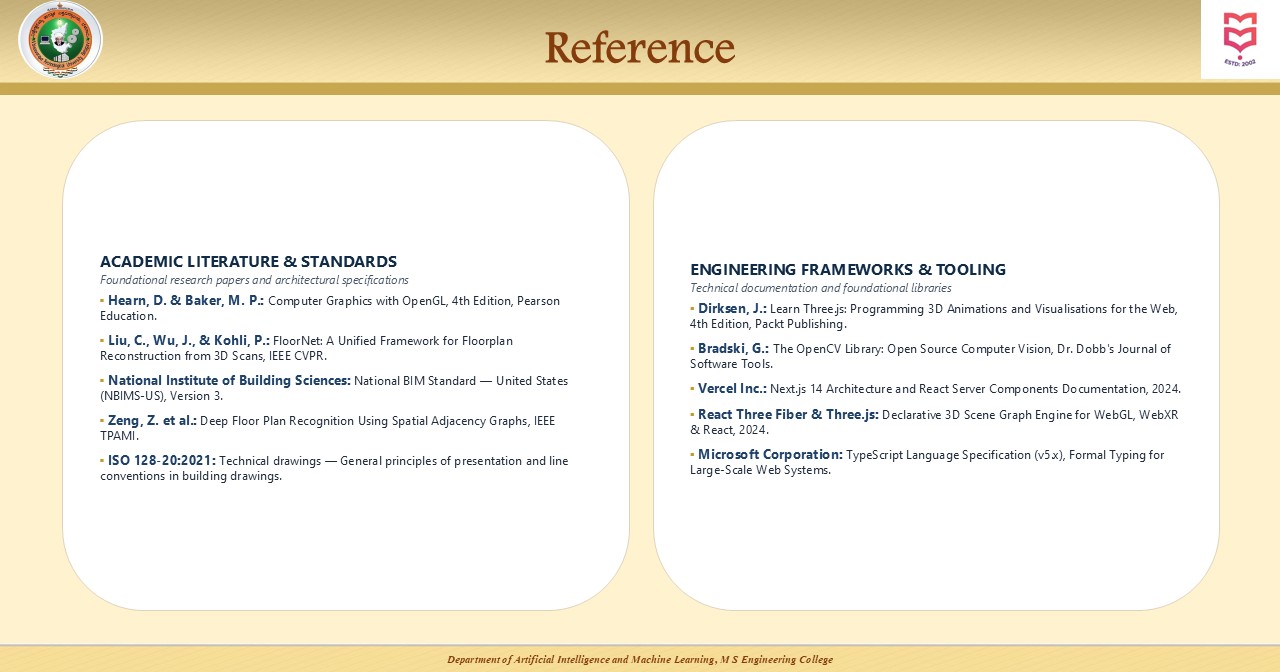 Reference
ESTD: 2002
ACADEMIC LITERATURE & STANDARDS
Foundational research papers and architectural specifications
▪ Hearn, D. & Baker, M. P.: Computer Graphics with OpenGL, 4th Edition, Pearson
Education.
▪ Liu, C., Wu, J., & Kohli, P.: FloorNet: A Unified Framework for Floorplan
Reconstruction from 3D Scans, IEEE CVPR.
▪ National Institute of Building Sciences: National BIM Standard — United States
(NBIMS-US), Version 3.
▪ Zeng, Z. et al.: Deep Floor Plan Recognition Using Spatial Adjacency Graphs, IEEE
TPAMI.
▪ ISO 128-20:2021: Technical drawings — General principles of presentation and line
conventions in building drawings.
ENGINEERING FRAMEWORKS & TOOLING
Technical documentation and foundational libraries
▪ Dirksen, J.: Learn Three.js: Programming 3D Animations and Visualisations for the Web,
4th Edition, Packt Publishing.
▪ Bradski, G.: The OpenCV Library: Open Source Computer Vision, Dr. Dobb's Journal of
Software Tools.
▪ Vercel Inc.: Next.js 14 Architecture and React Server Components Documentation, 2024.
▪ React Three Fiber & Three.js: Declarative 3D Scene Graph Engine for WebGL, WebXR
& React, 2024.
▪ Microsoft Corporation: TypeScript Language Specification (v5.x), Formal Typing for
Large-Scale Web Systems.
Department of Artificial Intelligence and Machine Learning, M S Engineering College